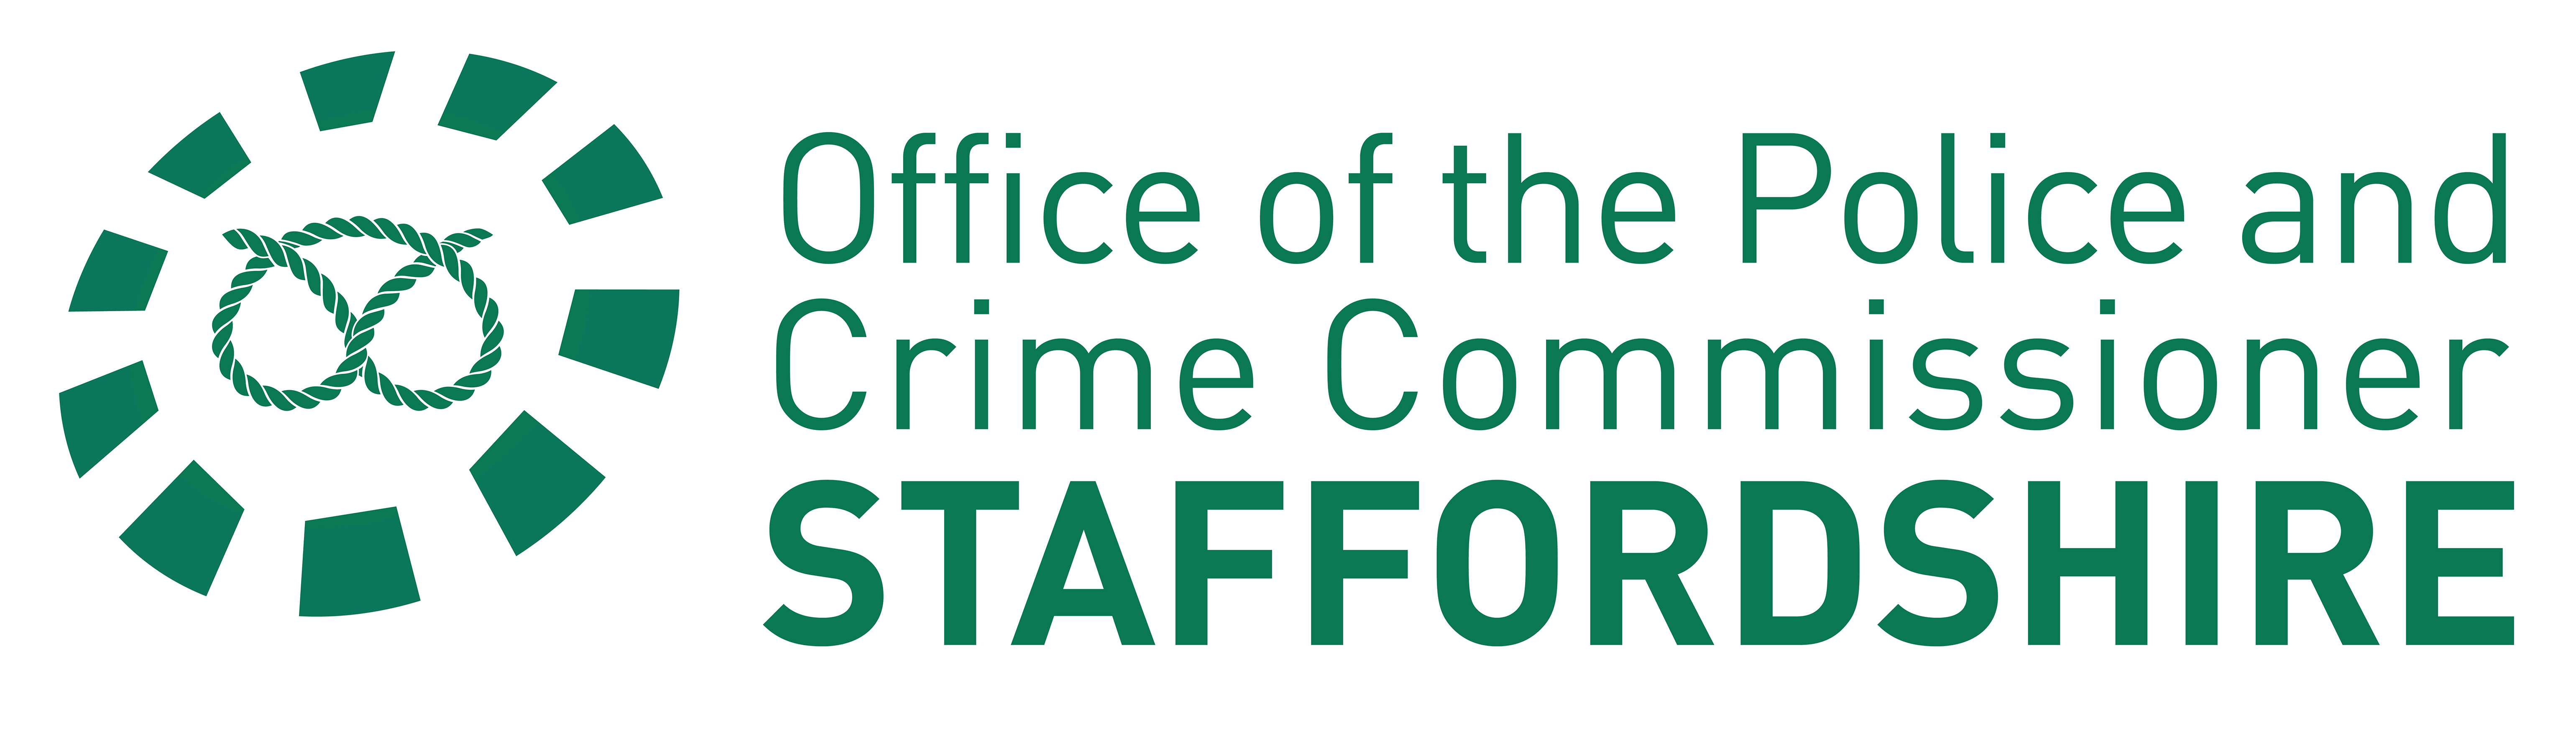 Office of the Police and
Crime Commissioner
STAFFORDSHIRE